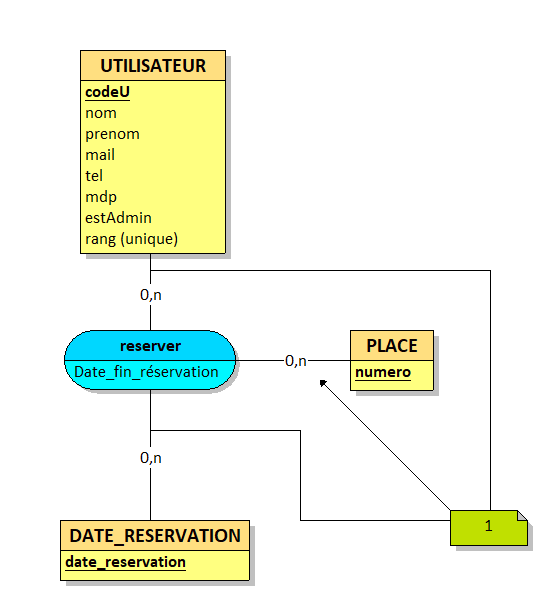 UTILISATEUR
codeU
nom
prenom
mail
tel
mdp
estAdmin
rang (unique)
0,n
reserver
Date_fin_réservation
0,n
PLACE
numero
0,n
DATE_RESERVATION
date_reservation
1